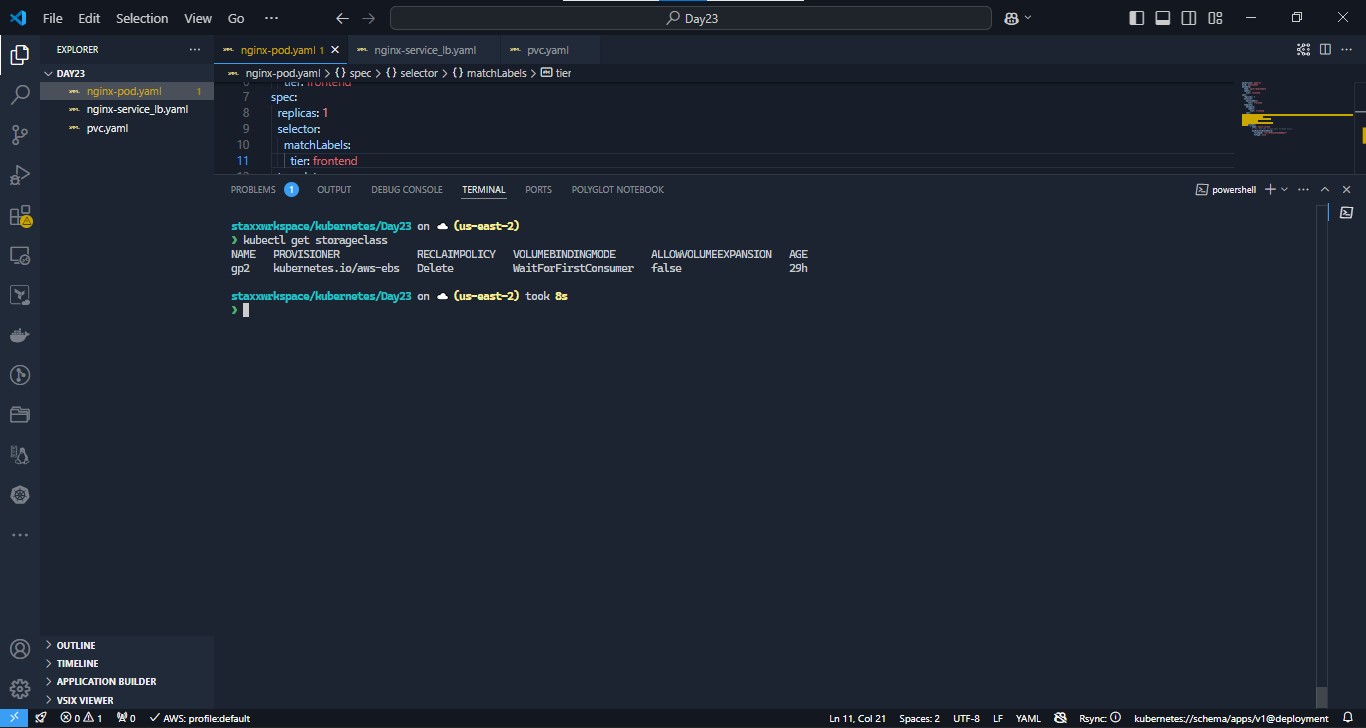 File Edit Selection View Go ··· Day23
EXPLORER ···
nginx-pod.yaml 1
nginx-service_lb.yaml
pvc.yaml
DAY23
nginx-pod.yaml 1
nginx-service_lb.yaml
pvc.yaml
nginx-pod.yaml > {} spec > {} selector > {} matchLabels > tier
6 tier: frontend
7 spec:
8 replicas: 1
9 selector:
10 matchLabels:
11 tier: frontend
PROBLEMS 1 OUTPUT DEBUG CONSOLE TERMINAL PORTS POLYGLOT NOTEBOOK
powershell
staxxwrkspace/kubernetes/Day23 on (us-east-2)
❯ kubectl get storageclass
NAME PROVISIONER RECLAIMPOLICY VOLUMEBINDINGMODE ALLOWVOLUMEEXPANSION AGE
gp2 kubernetes.io/aws-ebs Delete WaitForFirstConsumer false 29h
staxxwrkspace/kubernetes/Day23 on (us-east-2) took 8s
❯
OUTLINE
TIMELINE
APPLICATION BUILDER
VSIX VIEWER
0 1 0 AWS: profile:default
Ln 11, Col 21 Spaces: 2 UTF-8 LF YAML Rsync: kubernetes://schema/apps/v1@deployment